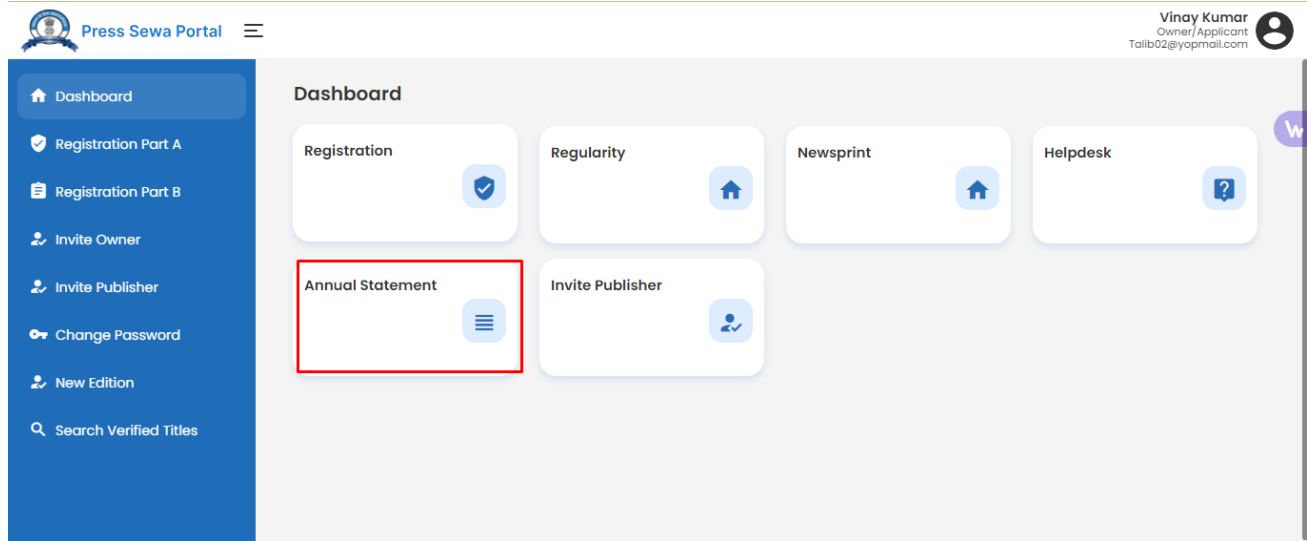 Press Sewa Portal
Vinay Kumar
Owner/Applicant
Talib02@yopmail.com
Dashboard
Registration Part A
Registration Part B
Invite Owner
Invite Publisher
Change Password
New Edition
Search Verified Titles
Dashboard
Registration
Regularity
Newsprint
Helpdesk
Annual Statement
Invite Publisher